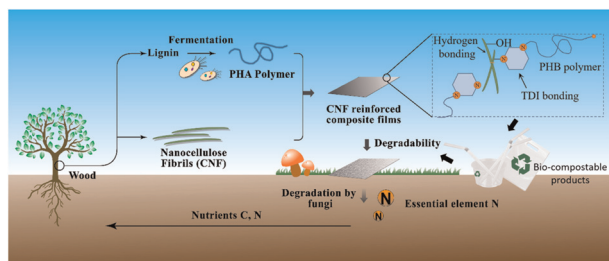 Fermentation
Lignin
PHA Polymer
Nanocellulose
Fibrils (CNF)
Wood
CNF reinforced
composite films
Hydrogen
bonding
OH
N
N
PHB polymer
N
N
TDI bonding
Degradability
Bio-compostable
products
Degradation by
fungi
N
N
Essential element N
Nutrients C, N